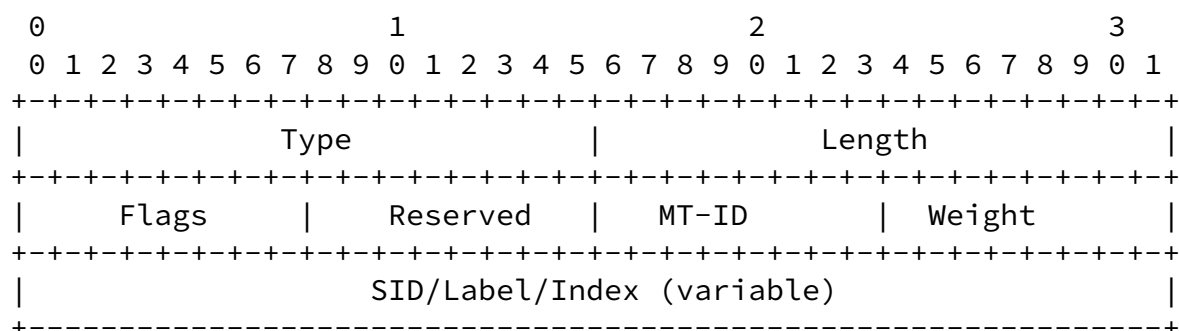 0                   1                   2                   3
 0 1 2 3 4 5 6 7 8 9 0 1 2 3 4 5 6 7 8 9 0 1 2 3 4 5 6 7 8 9 0 1
+-+-+-+-+-+-+-+-+-+-+-+-+-+-+-+-+-+-+-+-+-+-+-+-+-+-+-+-+-+-+-+-+
|              Type             |            Length             |
+-+-+-+-+-+-+-+-+-+-+-+-+-+-+-+-+-+-+-+-+-+-+-+-+-+-+-+-+-+-+-+-+
|     Flags     |    Reserved   |   MT-ID       |  Weight       |
+-+-+-+-+-+-+-+-+-+-+-+-+-+-+-+-+-+-+-+-+-+-+-+-+-+-+-+-+-+-+-+-+
|                   SID/Label/Index (variable)                  |
+---------------------------------------------------------------+